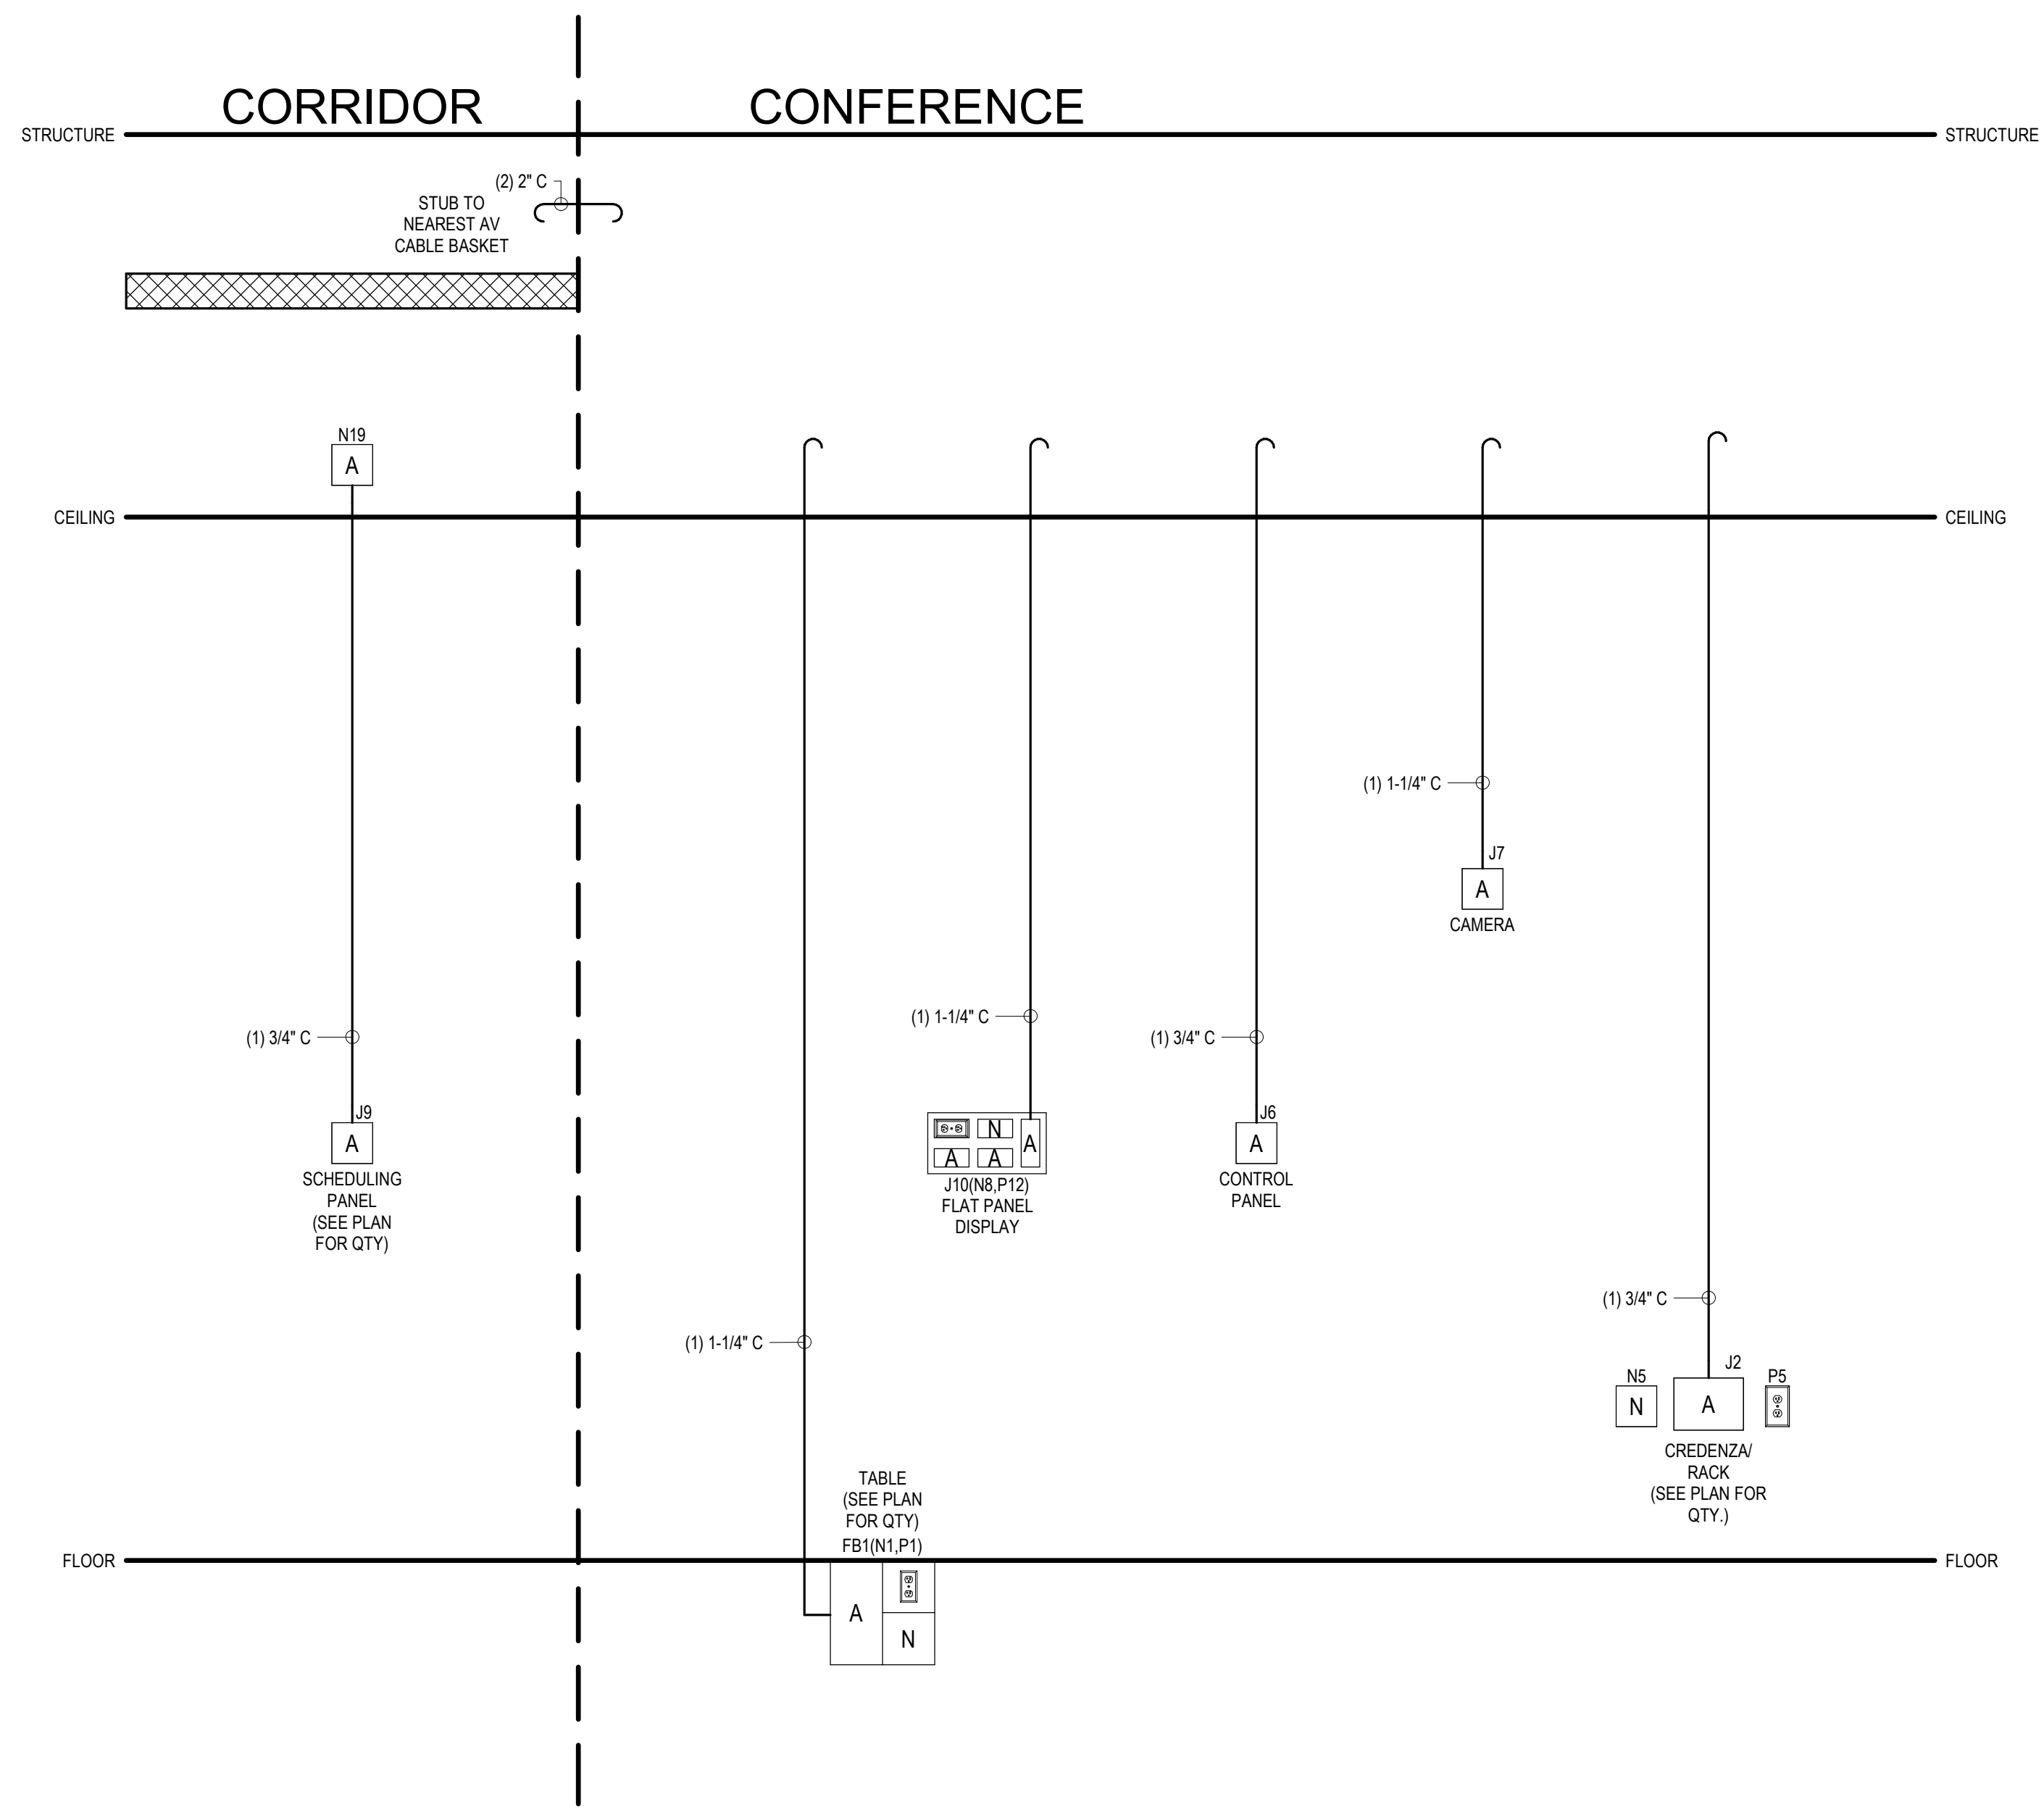 CORRIDOR
CONFERENCE
STRUCTURE
STRUCTURE
(2) 2" C
STUB TO
NEAREST AV
CABLE BASKET
N19
A
CEILING
CEILING
(1) 1-1/4" C
J7
A
CAMERA
(1) 1-1/4" C
(1) 3/4" C
(1) 3/4" C
J9
A
SCHEDULING
PANEL
(SEE PLAN
FOR QTY)
N
A
A
A
J10(N8,P12)
FLAT PANEL
DISPLAY
J6
A
CONTROL
PANEL
(1) 3/4" C
(1) 1-1/4" C
N5
N
J2
A
P5
CREDENZA/
RACK
(SEE PLAN FOR
QTY.)
TABLE
(SEE PLAN
FOR QTY)
FB1(N1,P1)
FLOOR
FLOOR
A
N